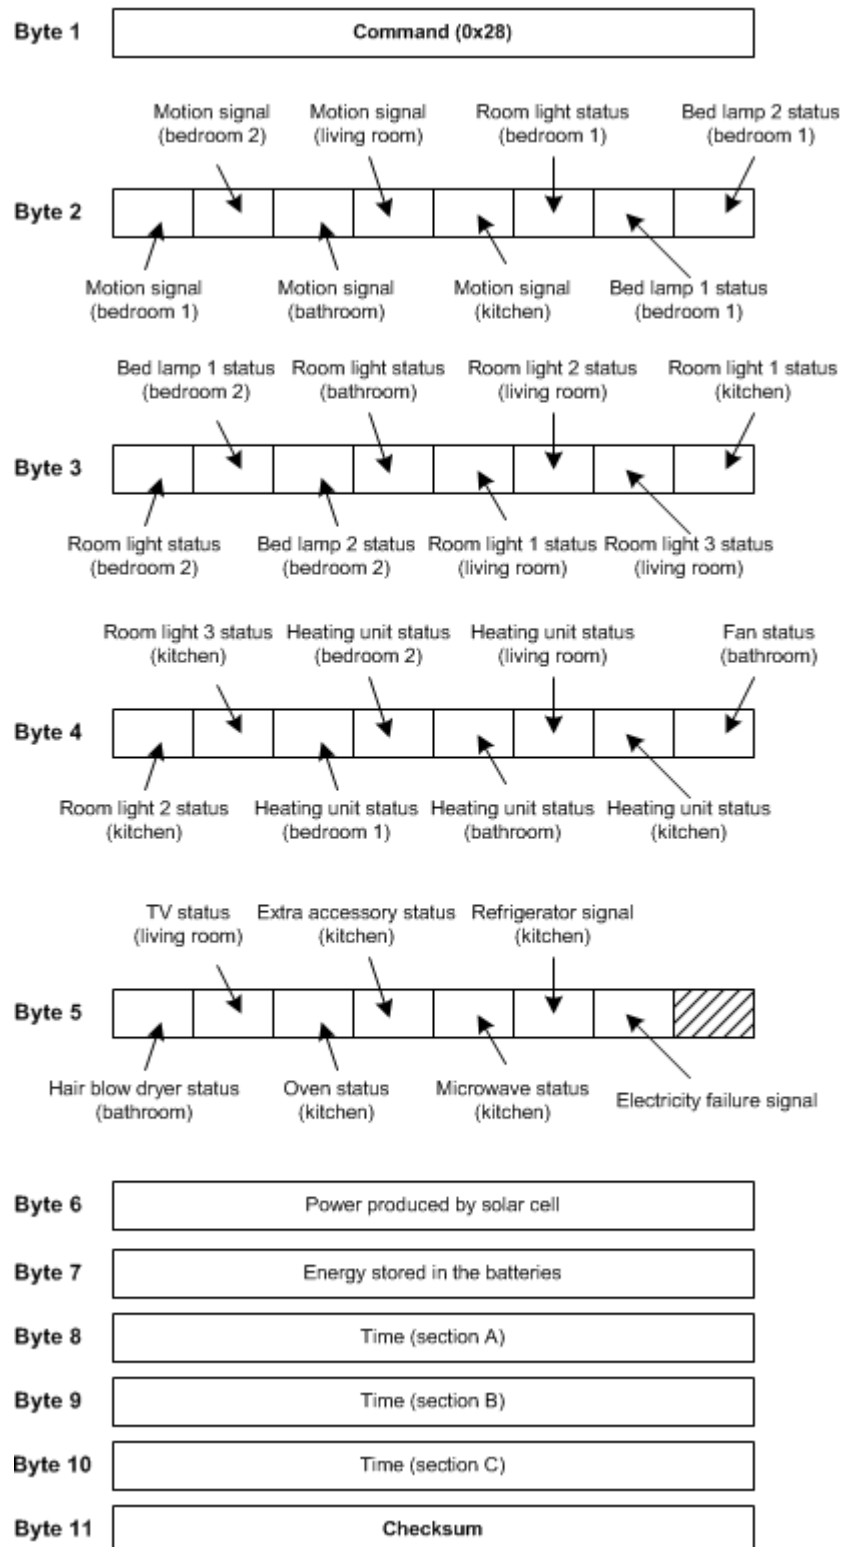 Byte 1
Command (0x28)
Motion signal
(bedroom 2)
Motion signal
(living room)
Room light status
(bedroom 1)
Bed lamp 2 status
(bedroom 1)
Byte 2
Motion signal
(bedroom 1)
Motion signal
(bathroom)
Motion signal
(kitchen)
Bed lamp 1 status
(bedroom 1)
Bed lamp 1 status
(bedroom 2)
Room light status
(bathroom)
Room light 2 status
(living room)
Room light 1 status
(kitchen)
Byte 3
Room light status
(bedroom 2)
Bed lamp 2 status
(bedroom 2)
Room light 1 status
(living room)
Room light 3 status
(living room)
Room light 3 status
(kitchen)
Heating unit status
(bedroom 2)
Heating unit status
(living room)
Fan status
(bathroom)
Byte 4
Room light 2 status
(kitchen)
Heating unit status
(bedroom 1)
Heating unit status
(bathroom)
Heating unit status
(kitchen)
TV status
(living room)
Extra accessory status
(kitchen)
Refrigerator signal
(kitchen)
Byte 5
Hair blow dryer status
(bathroom)
Oven status
(kitchen)
Microwave status
(kitchen)
Electricity failure signal
Byte 6
Power produced by solar cell
Byte 7
Energy stored in the batteries
Byte 8
Time (section A)
Byte 9
Time (section B)
Byte 10
Time (section C)
Byte 11
Checksum